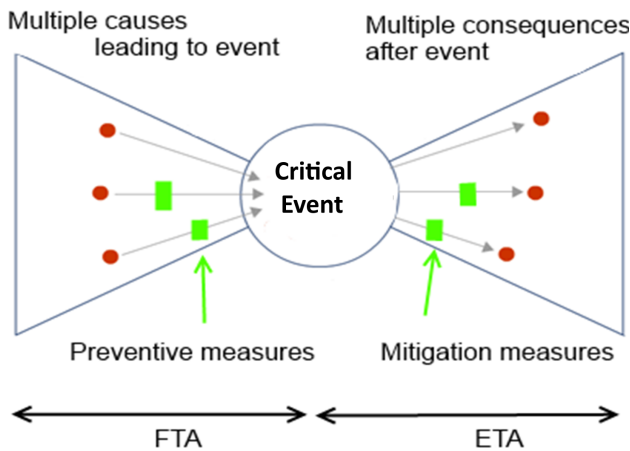 Multiple causes
leading to event
Multiple consequences
after event
Critical
Event
Preventive measures
Mitigation measures
FTA
ETA